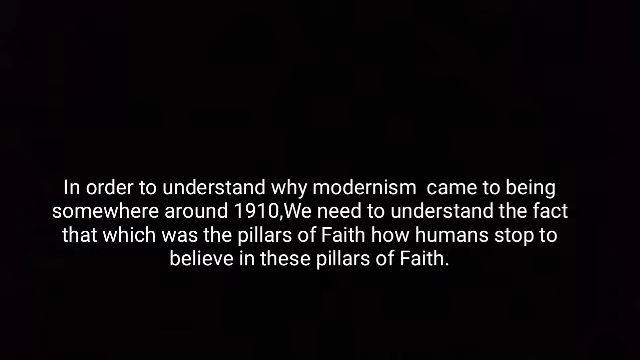 In order to understand why modernism came to being
somewhere around 1910,We need to understand the fact
that which was the pillars of Faith how humans stop to
believe in these pillars of Faith.